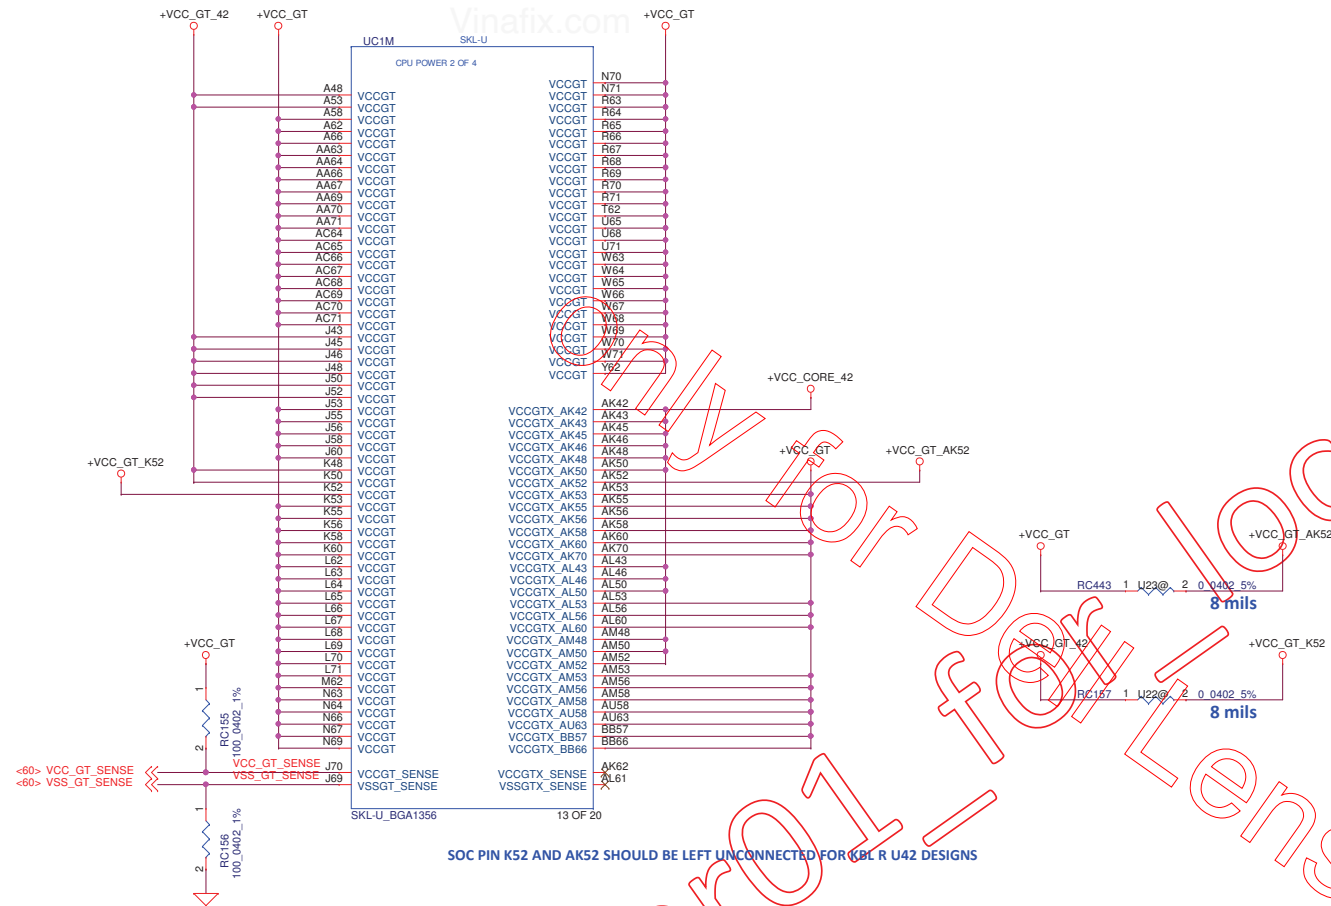 Vinafix.com
+VCC_GT_42
+VCC_GT
+VCC_GT
UC1M
SKL-U
CPU POWER 2 OF 4
A48 VCCGT
A53 VCCGT
A58 VCCGT
A62 VCCGT
A66 VCCGT
AA63 VCCGT
AA64 VCCGT
AA66 VCCGT
AA67 VCCGT
AA69 VCCGT
AA70 VCCGT
AA71 VCCGT
AC64 VCCGT
AC65 VCCGT
AC66 VCCGT
AC67 VCCGT
AC68 VCCGT
AC69 VCCGT
AC70 VCCGT
AC71 VCCGT
J43 VCCGT
J45 VCCGT
J46 VCCGT
J48 VCCGT
J50 VCCGT
J52 VCCGT
J53 VCCGT
J55 VCCGT
J56 VCCGT
J58 VCCGT
J60 VCCGT
K48 VCCGT
K50 VCCGT
K52 VCCGT
K53 VCCGT
K55 VCCGT
K56 VCCGT
K58 VCCGT
K60 VCCGT
L62 VCCGT
L63 VCCGT
L64 VCCGT
L65 VCCGT
L66 VCCGT
L67 VCCGT
L68 VCCGT
L69 VCCGT
L70 VCCGT
L71 VCCGT
M62 VCCGT
N63 VCCGT
N64 VCCGT
N66 VCCGT
N67 VCCGT
N69 VCCGT
J70 VCCGT_SENSE
J69 VSSGT_SENSE
VCCGT N70
VCCGT N71
VCCGT R63
VCCGT R64
VCCGT R65
VCCGT R66
VCCGT R67
VCCGT R68
VCCGT R69
VCCGT R70
VCCGT R71
VCCGT T62
VCCGT U65
VCCGT U68
VCCGT U71
VCCGT W63
VCCGT W64
VCCGT W65
VCCGT W66
VCCGT W67
VCCGT W68
VCCGT W69
VCCGT W70
VCCGT W71
VCCGT Y62
VCCGTX_AK42 AK42
VCCGTX_AK43 AK43
VCCGTX_AK45 AK45
VCCGTX_AK46 AK46
VCCGTX_AK48 AK48
VCCGTX_AK50 AK50
VCCGTX_AK52 AK52
VCCGTX_AK53 AK53
VCCGTX_AK55 AK55
VCCGTX_AK56 AK56
VCCGTX_AK58 AK58
VCCGTX_AK60 AK60
VCCGTX_AK70 AK70
VCCGTX_AL43 AL43
VCCGTX_AL46 AL46
VCCGTX_AL50 AL50
VCCGTX_AL53 AL53
VCCGTX_AL56 AL56
VCCGTX_AL60 AL60
VCCGTX_AM48 AM48
VCCGTX_AM50 AM50
VCCGTX_AM52 AM52
VCCGTX_AM53 AM53
VCCGTX_AM56 AM56
VCCGTX_AM58 AM58
VCCGTX_AU58 AU58
VCCGTX_AU63 AU63
VCCGTX_BB57 BB57
VCCGTX_BB66 BB66
VCCGTX_SENSE AK62
VSSGTX_SENSE AL61
SKL-U_BGA1356
13 OF 20
+VCC_GT_K52
+VCC_CORE_42
+VCC_GT
+VCC_GT_AK52
+VCC_GT
1
RC155
100_0402_1%
2
<60> VCC_GT_SENSE
VCC_GT_SENSE
<60> VSS_GT_SENSE
VSS_GT_SENSE
1
RC156
100_0402_1%
2
+VCC_GT
+VCC_GT_AK52
RC443 1 U23@ 2 0_0402_5%
8 mils
+VCC_GT_42
+VCC_GT_K52
RC157 1 U22@ 2 0_0402_5%
8 mils
SOC PIN K52 AND AK52 SHOULD BE LEFT UNCONNECTED FOR KBL R U42 DESIGNS
only for Dell_Lens
r01_for_loc